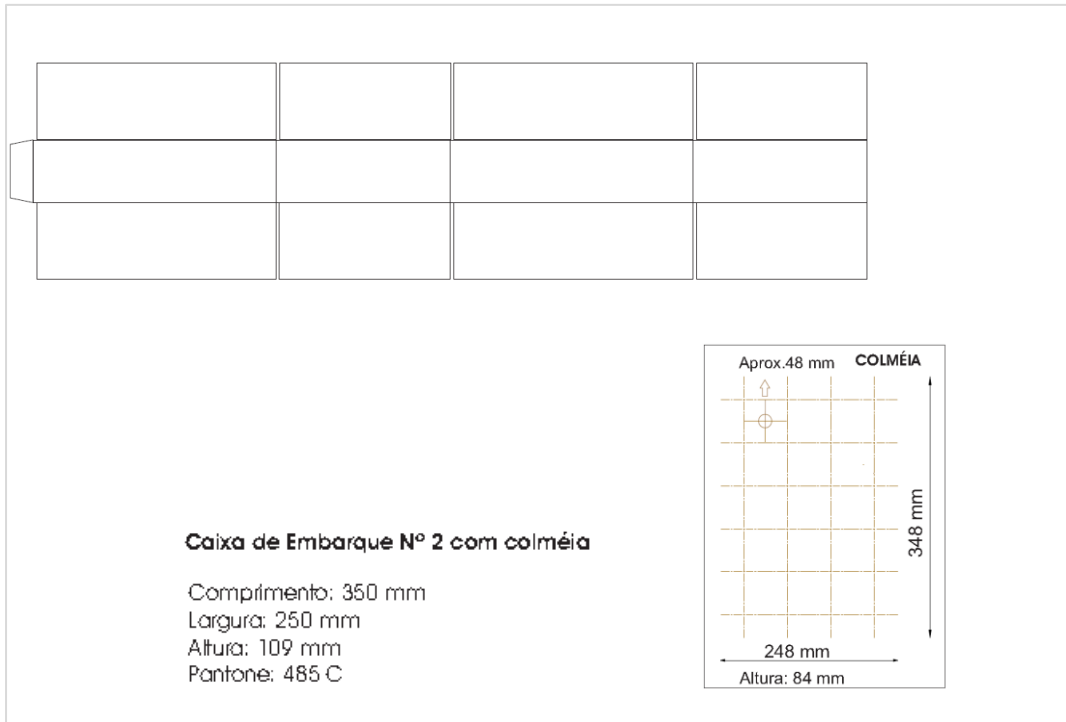 Aprox.48 mm COLMÉIA
348 mm
248 mm
Altura: 84 mm
Caixa de Embarque Nº 2 com colméia
Comprimento: 350 mm
Largura: 250 mm
Altura: 109 mm
Pantone: 485 C